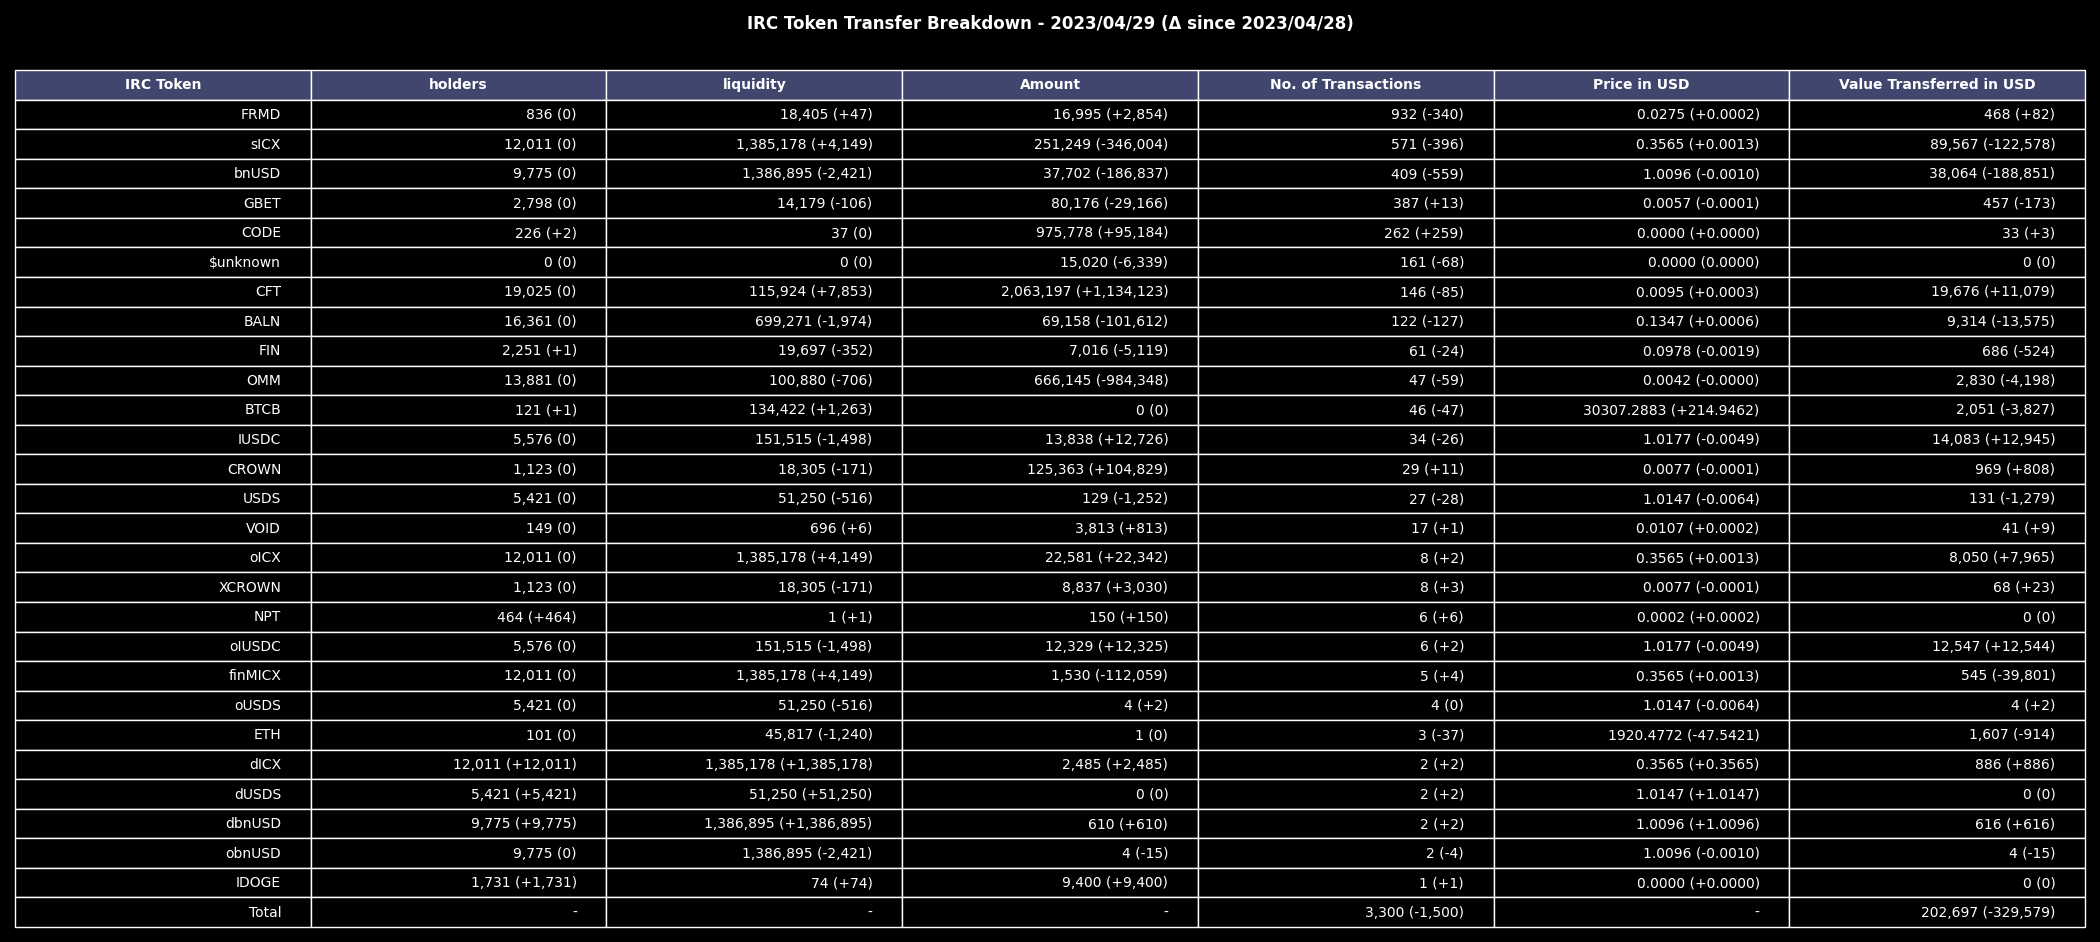 IRC Token Transfer Breakdown - 2023/04/29 (Δ since 2023/04/28)
IRC Token holders liquidity Amount No. of Transactions Price in USD Value Transferred in USD
FRMD 836 (0) 18,405 (+47) 16,995 (+2,854) 932 (-340) 0.0275 (+0.0002) 468 (+82)
sICX 12,011 (0) 1,385,178 (+4,149) 251,249 (-346,004) 571 (-396) 0.3565 (+0.0013) 89,567 (-122,578)
bnUSD 9,775 (0) 1,386,895 (-2,421) 37,702 (-186,837) 409 (-559) 1.0096 (-0.0010) 38,064 (-188,851)
GBET 2,798 (0) 14,179 (-106) 80,176 (-29,166) 387 (+13) 0.0057 (-0.0001) 457 (-173)
CODE 226 (+2) 37 (0) 975,778 (+95,184) 262 (+259) 0.0000 (+0.0000) 33 (+3)
$unknown 0 (0) 0 (0) 15,020 (-6,339) 161 (-68) 0.0000 (0.0000) 0 (0)
CFT 19,025 (0) 115,924 (+7,853) 2,063,197 (+1,134,123) 146 (-85) 0.0095 (+0.0003) 19,676 (+11,079)
BALN 16,361 (0) 699,271 (-1,974) 69,158 (-101,612) 122 (-127) 0.1347 (+0.0006) 9,314 (-13,575)
FIN 2,251 (+1) 19,697 (-352) 7,016 (-5,119) 61 (-24) 0.0978 (-0.0019) 686 (-524)
OMM 13,881 (0) 100,880 (-706) 666,145 (-984,348) 47 (-59) 0.0042 (-0.0000) 2,830 (-4,198)
BTCB 121 (+1) 134,422 (+1,263) 0 (0) 46 (-47) 30307.2883 (+214.9462) 2,051 (-3,827)
IUSDC 5,576 (0) 151,515 (-1,498) 13,838 (+12,726) 34 (-26) 1.0177 (-0.0049) 14,083 (+12,945)
CROWN 1,123 (0) 18,305 (-171) 125,363 (+104,829) 29 (+11) 0.0077 (-0.0001) 969 (+808)
USDS 5,421 (0) 51,250 (-516) 129 (-1,252) 27 (-28) 1.0147 (-0.0064) 131 (-1,279)
VOID 149 (0) 696 (+6) 3,813 (+813) 17 (+1) 0.0107 (+0.0002) 41 (+9)
oICX 12,011 (0) 1,385,178 (+4,149) 22,581 (+22,342) 8 (+2) 0.3565 (+0.0013) 8,050 (+7,965)
XCROWN 1,123 (0) 18,305 (-171) 8,837 (+3,030) 8 (+3) 0.0077 (-0.0001) 68 (+23)
NPT 464 (+464) 1 (+1) 150 (+150) 6 (+6) 0.0002 (+0.0002) 0 (0)
oIUSDC 5,576 (0) 151,515 (-1,498) 12,329 (+12,325) 6 (+2) 1.0177 (-0.0049) 12,547 (+12,544)
finMICX 12,011 (0) 1,385,178 (+4,149) 1,530 (-112,059) 5 (+4) 0.3565 (+0.0013) 545 (-39,801)
oUSDS 5,421 (0) 51,250 (-516) 4 (+2) 4 (0) 1.0147 (-0.0064) 4 (+2)
ETH 101 (0) 45,817 (-1,240) 1 (0) 3 (-37) 1920.4772 (-47.5421) 1,607 (-914)
dICX 12,011 (+12,011) 1,385,178 (+1,385,178) 2,485 (+2,485) 2 (+2) 0.3565 (+0.3565) 886 (+886)
dUSDS 5,421 (+5,421) 51,250 (+51,250) 0 (0) 2 (+2) 1.0147 (+1.0147) 0 (0)
dbnUSD 9,775 (+9,775) 1,386,895 (+1,386,895) 610 (+610) 2 (+2) 1.0096 (+1.0096) 616 (+616)
obnUSD 9,775 (0) 1,386,895 (-2,421) 4 (-15) 2 (-4) 1.0096 (-0.0010) 4 (-15)
IDOGE 1,731 (+1,731) 74 (+74) 9,400 (+9,400) 1 (+1) 0.0000 (+0.0000) 0 (0)
Total - - - 3,300 (-1,500) - 202,697 (-329,579)